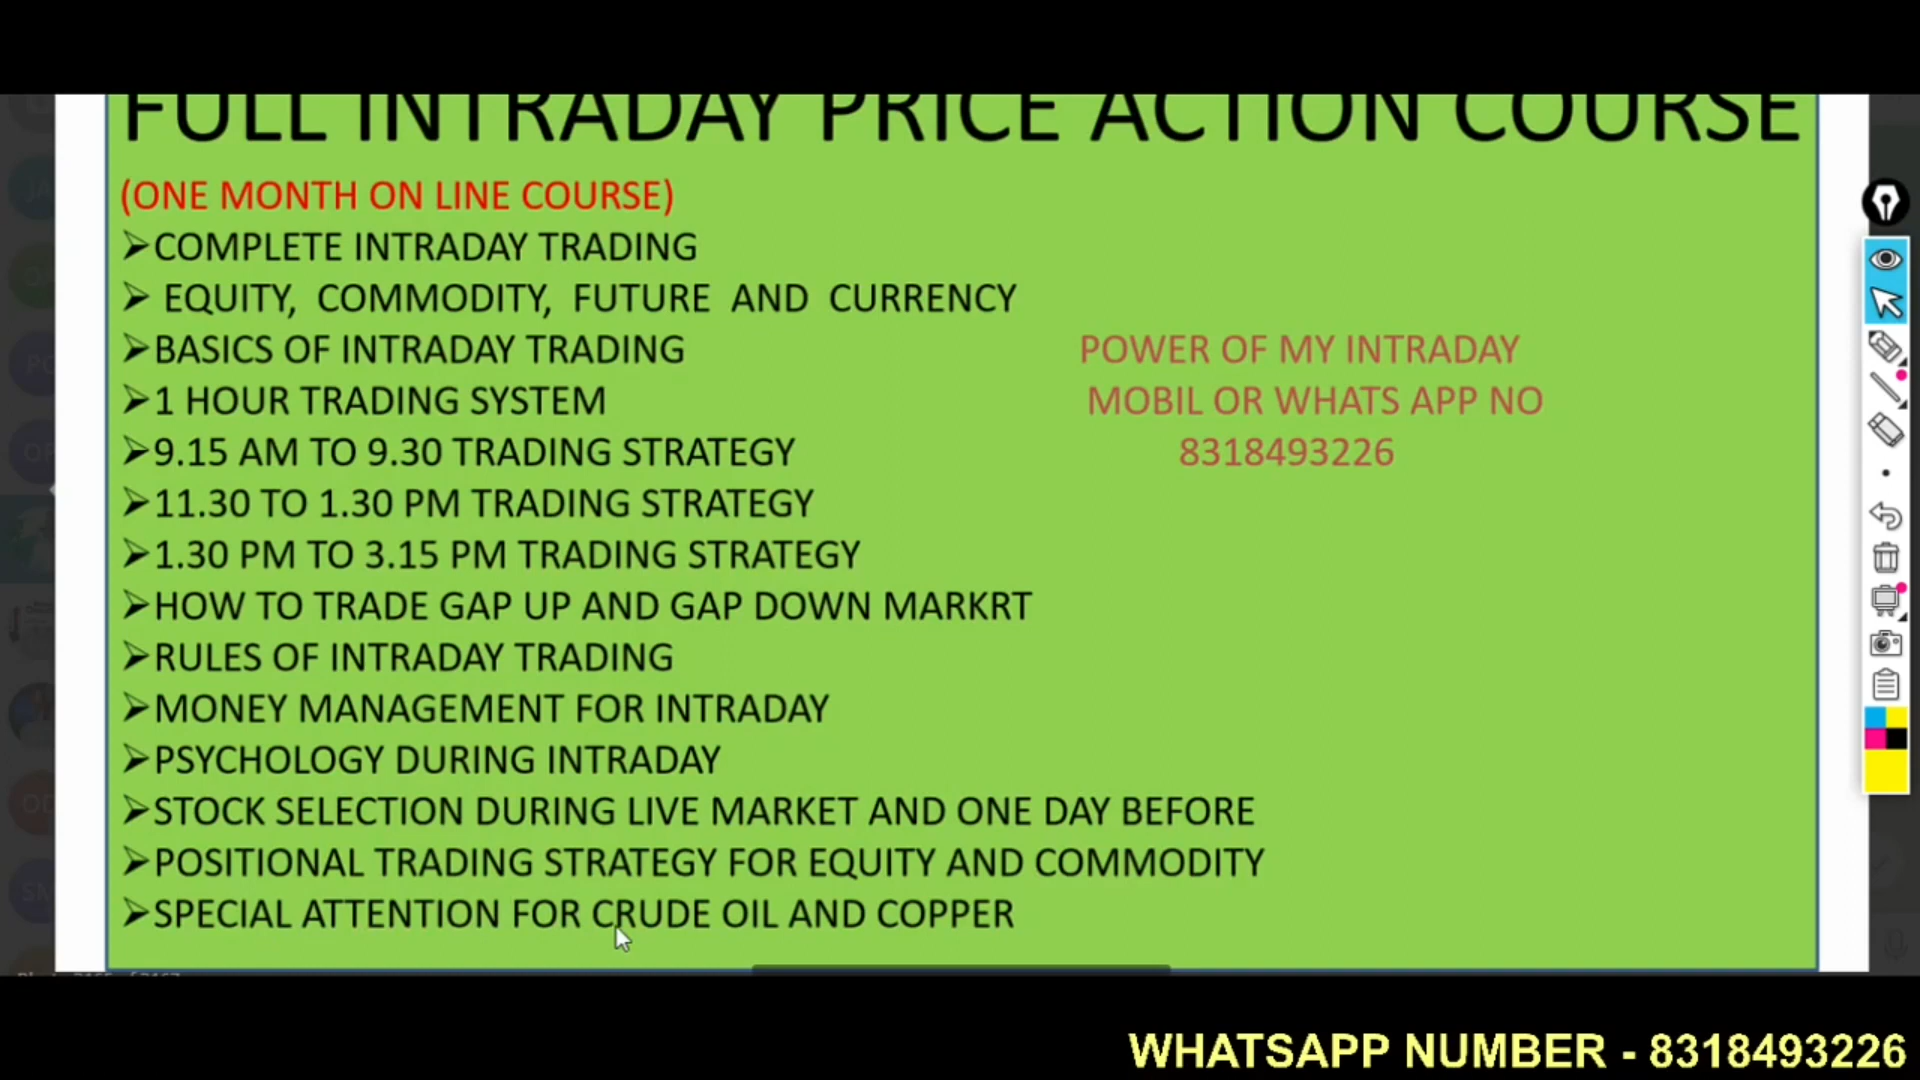 FULL INTRADAY PRICE ACTION COURSE
(ONE MONTH ON LINE COURSE)
➢COMPLETE INTRADAY TRADING
➢ EQUITY, COMMODITY, FUTURE AND CURRENCY
➢BASICS OF INTRADAY TRADING
➢1 HOUR TRADING SYSTEM
➢9.15 AM TO 9.30 TRADING STRATEGY
➢11.30 TO 1.30 PM TRADING STRATEGY
➢1.30 PM TO 3.15 PM TRADING STRATEGY
➢HOW TO TRADE GAP UP AND GAP DOWN MARKRT
➢RULES OF INTRADAY TRADING
➢MONEY MANAGEMENT FOR INTRADAY
➢PSYCHOLOGY DURING INTRADAY
➢STOCK SELECTION DURING LIVE MARKET AND ONE DAY BEFORE
➢POSITIONAL TRADING STRATEGY FOR EQUITY AND COMMODITY
➢SPECIAL ATTENTION FOR CRUDE OIL AND COPPER
POWER OF MY INTRADAY
MOBIL OR WHATS APP NO
8318493226
WHATSAPP NUMBER - 8318493226